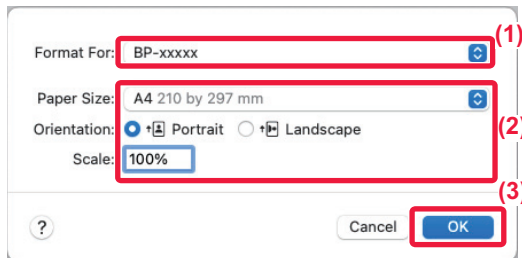 (1)
Format For: BP-xxxxx
Paper Size: A4 210 by 297 mm
Orientation: Portrait Landscape
(2)
Scale: 100%
(3)
? Cancel OK